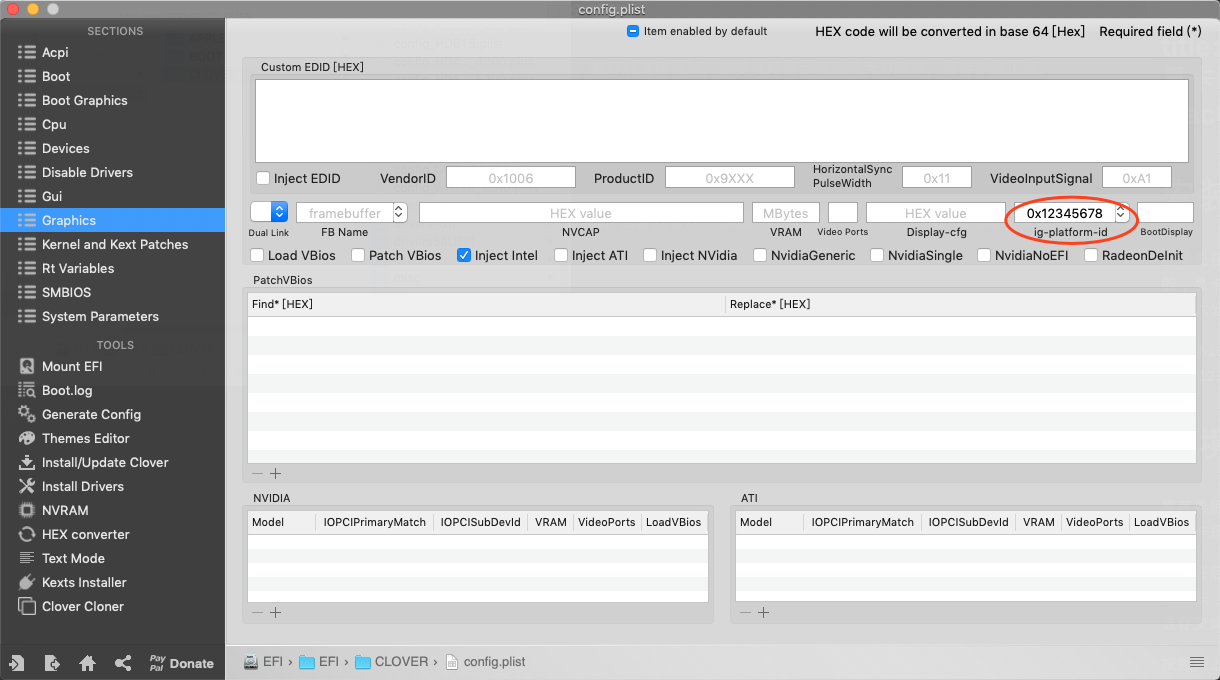 config.plist
SECTIONS
Acpi
Boot
Boot Graphics
Cpu
Devices
Disable Drivers
Gui
Graphics
Kernel and Kext Patches
Rt Variables
SMBIOS
System Parameters
TOOLS
Mount EFI
Boot.log
Generate Config
Themes Editor
Install/Update Clover
Install Drivers
NVRAM
HEX converter
Text Mode
Kexts Installer
Clover Cloner
Pay
Pal
Donate
Item enabled by default HEX code will be converted in base 64 [Hex] Required field (*)
Custom EDID [HEX]
Inject EDID VendorID 0x1006 ProductID 0x9XXX HorizontalSync PulseWidth 0x11 VideoInputSignal 0xA1
framebuffer HEX value MBytes HEX value 0x12345678
Dual Link FB Name NVCAP VRAM Video Ports Display-cfg ig-platform-id BootDisplay
Load VBios Patch VBios Inject Intel Inject ATI Inject NVidia NvidiaGeneric NvidiaSingle NvidiaNoEFI RadeonDeInit
PatchVBios
Find* [HEX] Replace* [HEX]
NVIDIA
Model IOPCIPrimaryMatch IOPCISubDevId VRAM VideoPorts LoadVBios
ATI
Model IOPCIPrimaryMatch IOPCISubDevId VRAM VideoPorts LoadVBios
EFI › EFI › CLOVER › config.plist